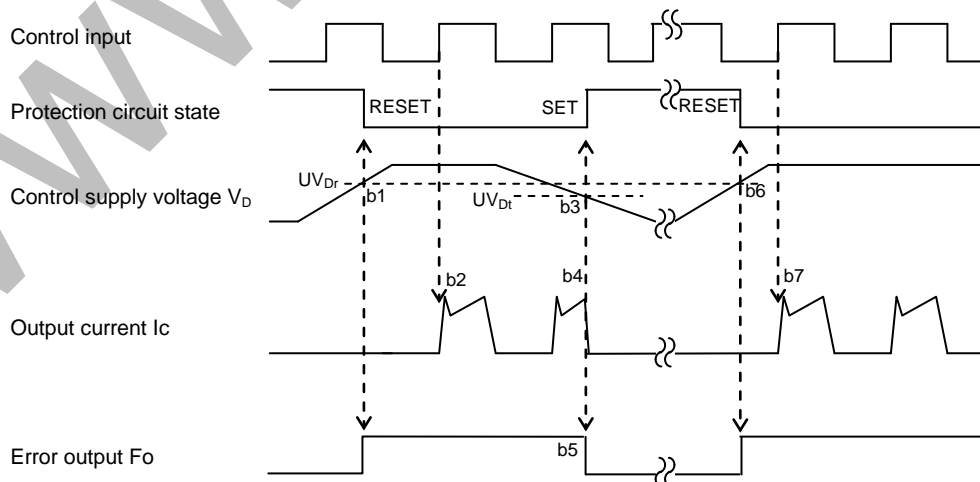 Control input
Protection circuit state
RESET
SET
RESET
Control supply voltage VD
UVDr
b1
UVDt
b3
b6
b2
b4
b7
Output current Ic
b5
Error output Fo